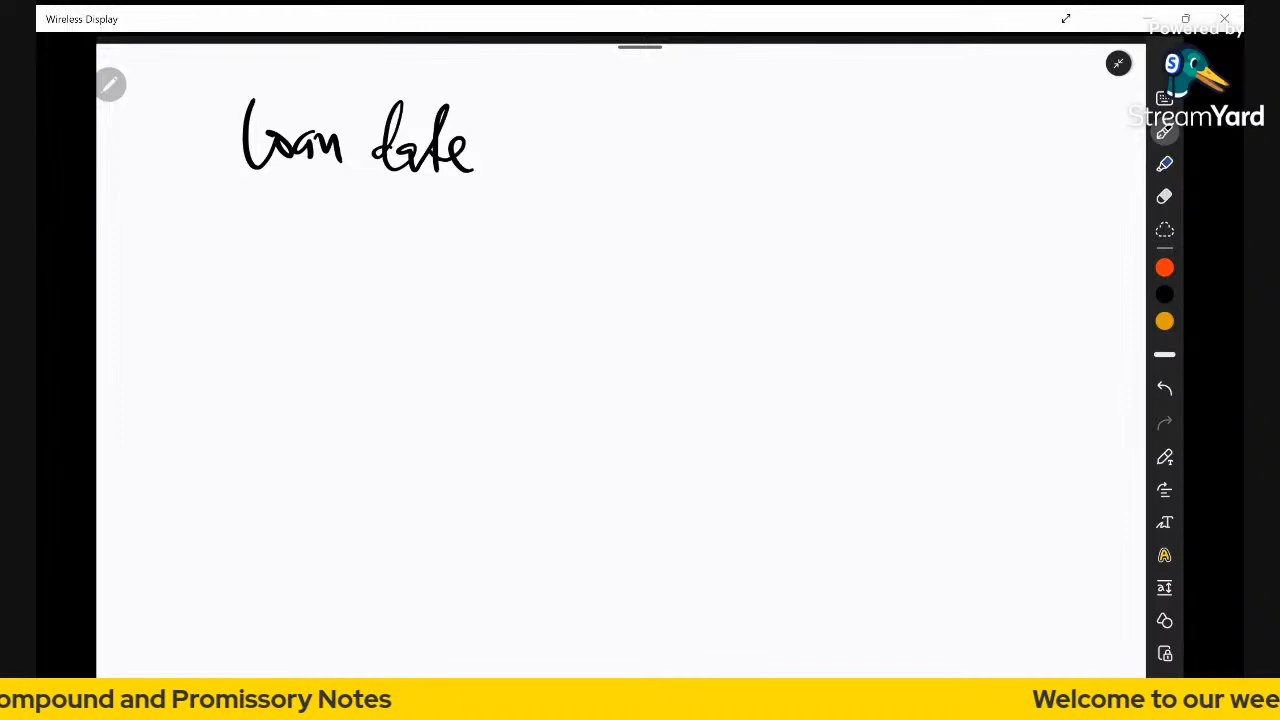 Wireless Display
Powered by
StreamYard
Loan date
ompound and Promissory Notes
Welcome to our wee